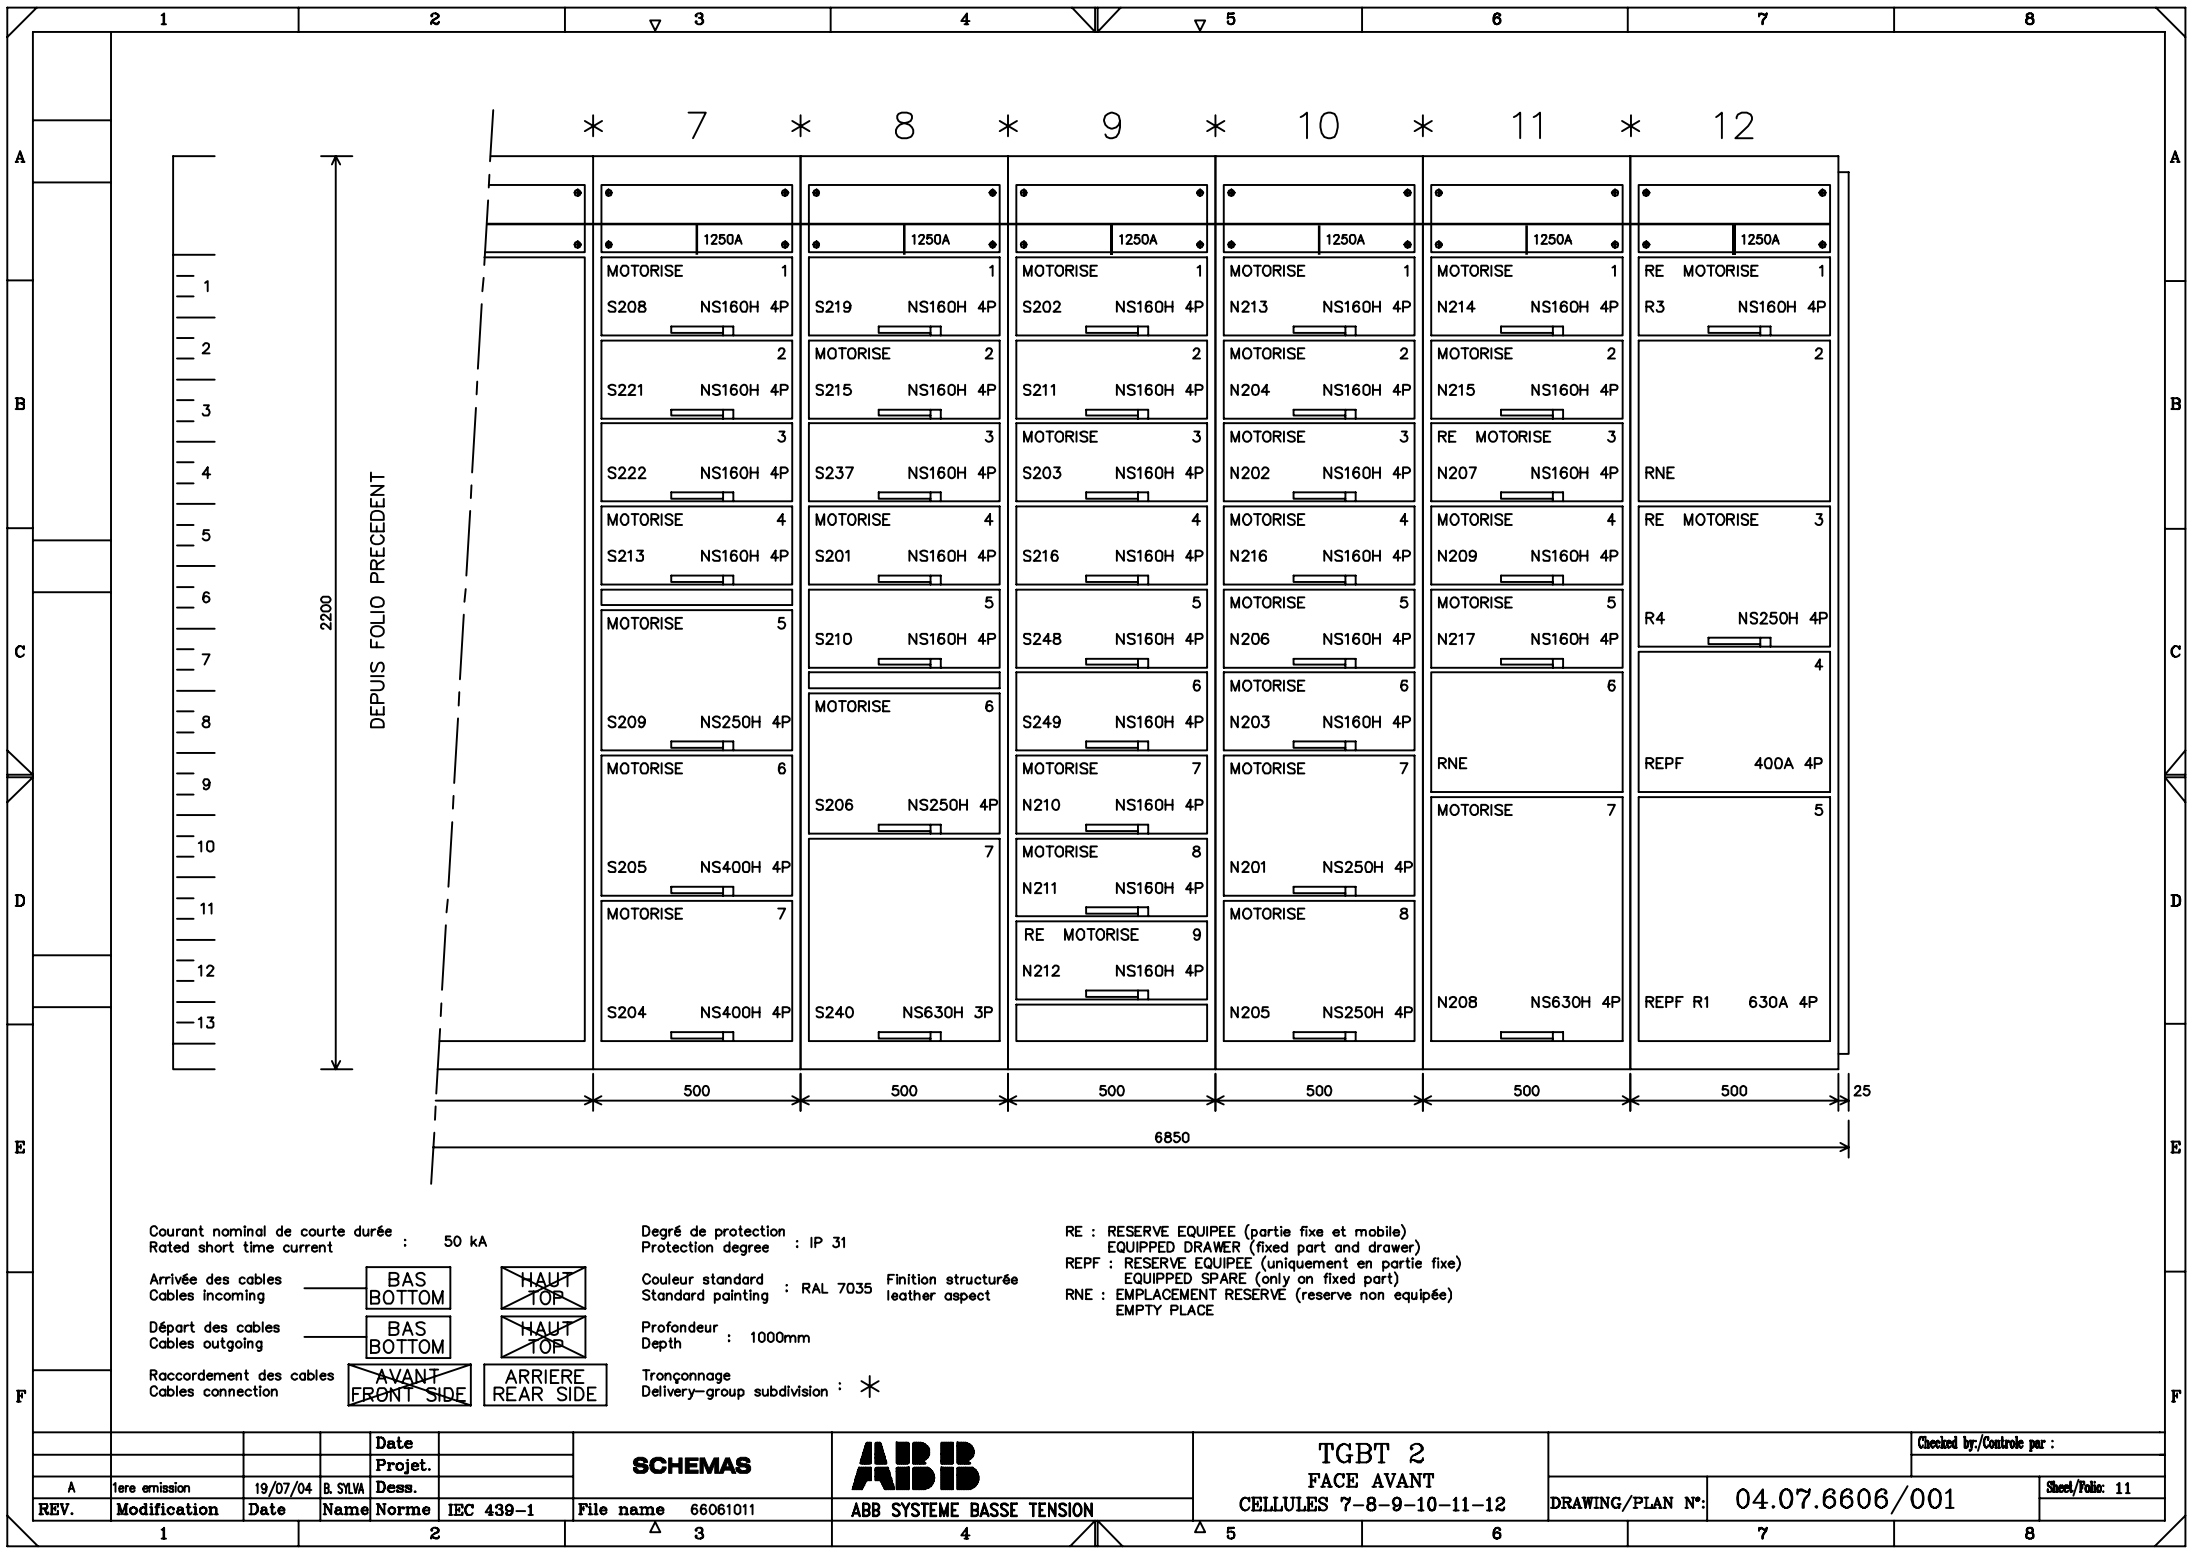 1 2 3 4 5 6 7 8
A B C D E F
A B C D E F
* 7 * 8 * 9 * 10 * 11 * 12
1
2
3
4
5
6
7
8
9
10
11
12
13
2200
DEPUIS FOLIO PRECEDENT
1250A
MOTORISE 1
S208 NS160H 4P
2
S221 NS160H 4P
3
S222 NS160H 4P
MOTORISE 4
S213 NS160H 4P
MOTORISE 5
S209 NS250H 4P
MOTORISE 6
S205 NS400H 4P
MOTORISE 7
S204 NS400H 4P
1250A
1
S219 NS160H 4P
MOTORISE 2
S215 NS160H 4P
3
S237 NS160H 4P
MOTORISE 4
S201 NS160H 4P
5
S210 NS160H 4P
MOTORISE 6
S206 NS250H 4P
7
S240 NS630H 3P
1250A
MOTORISE 1
S202 NS160H 4P
2
S211 NS160H 4P
MOTORISE 3
S203 NS160H 4P
4
S216 NS160H 4P
5
S248 NS160H 4P
6
S249 NS160H 4P
MOTORISE 7
N210 NS160H 4P
MOTORISE 8
N211 NS160H 4P
RE MOTORISE 9
N212 NS160H 4P
1250A
MOTORISE 1
N213 NS160H 4P
MOTORISE 2
N204 NS160H 4P
MOTORISE 3
N202 NS160H 4P
MOTORISE 4
N216 NS160H 4P
MOTORISE 5
N206 NS160H 4P
MOTORISE 6
N203 NS160H 4P
MOTORISE 7
N201 NS250H 4P
MOTORISE 8
N205 NS250H 4P
1250A
MOTORISE 1
N214 NS160H 4P
MOTORISE 2
N215 NS160H 4P
RE MOTORISE 3
N207 NS160H 4P
MOTORISE 4
N209 NS160H 4P
MOTORISE 5
N217 NS160H 4P
6
RNE
MOTORISE 7
N208 NS630H 4P
1250A
RE MOTORISE 1
R3 NS160H 4P
2
RNE
RE MOTORISE 3
R4 NS250H 4P
4
REPF 400A 4P
5
REPF R1 630A 4P
500 500 500 500 500 500 25
6850
Courant nominal de courte durée
Rated short time current : 50 kA
Arrivée des cables
Cables incoming
BAS
BOTTOM
HAUT
TOP
Départ des cables
Cables outgoing
BAS
BOTTOM
HAUT
TOP
Raccordement des cables
Cables connection
AVANT
FRONT SIDE
ARRIERE
REAR SIDE
Degré de protection
Protection degree : IP 31
Couleur standard
Standard painting : RAL 7035
Finition structurée
leather aspect
Profondeur
Depth : 1000mm
Tronçonnage
Delivery-group subdivision : *
RE : RESERVE EQUIPEE (partie fixe et mobile)
EQUIPPED DRAWER (fixed part and drawer)
REPF : RESERVE EQUIPEE (uniquement en partie fixe)
EQUIPPED SPARE (only on fixed part)
RNE : EMPLACEMENT RESERVE (reserve non equipée)
EMPTY PLACE
Date
Projet.
A 1ere emission 19/07/04 B. SYLVA Dess.
REV. Modification Date Name Norme IEC 439-1
SCHEMAS
File name 66061011
ABB
ABB SYSTEME BASSE TENSION
TGBT 2
FACE AVANT
CELLULES 7-8-9-10-11-12
DRAWING/PLAN N°: 04.07.6606/001
Checked by:/Controle par :
Sheet/Folio: 11
1 2 3 4 5 6 7 8